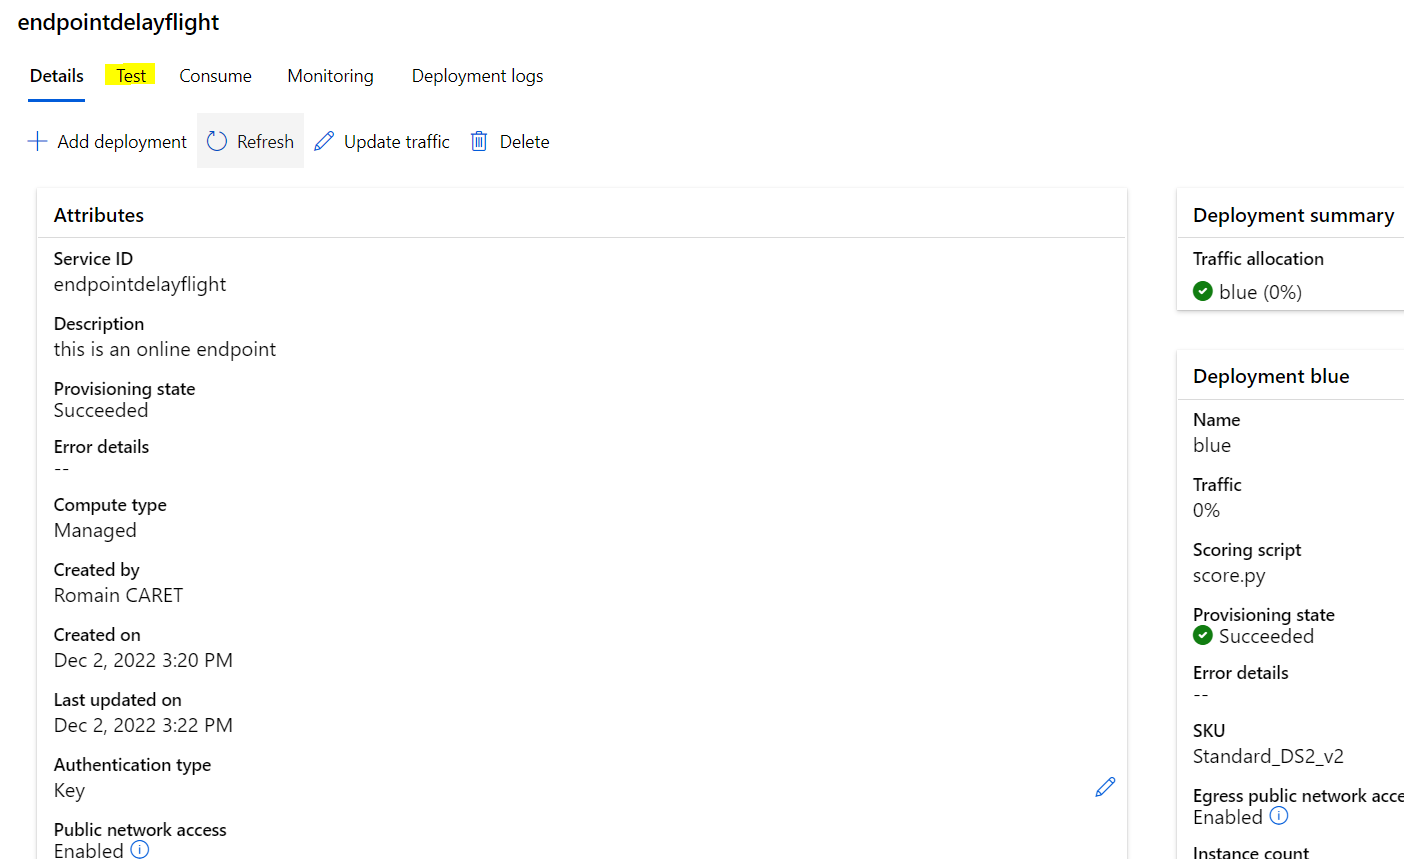 endpointdelayflight
Details Test Consume Monitoring Deployment logs
Add deployment Refresh Update traffic Delete
Attributes
Service ID
endpointdelayflight
Description
this is an online endpoint
Provisioning state
Succeeded
Error details
--
Compute type
Managed
Created by
Romain CARET
Created on
Dec 2, 2022 3:20 PM
Last updated on
Dec 2, 2022 3:22 PM
Authentication type
Key
Public network access
Enabled
Deployment summary
Traffic allocation
blue (0%)
Deployment blue
Name
blue
Traffic
0%
Scoring script
score.py
Provisioning state
Succeeded
Error details
--
SKU
Standard_DS2_v2
Egress public network acce
Enabled
Instance count